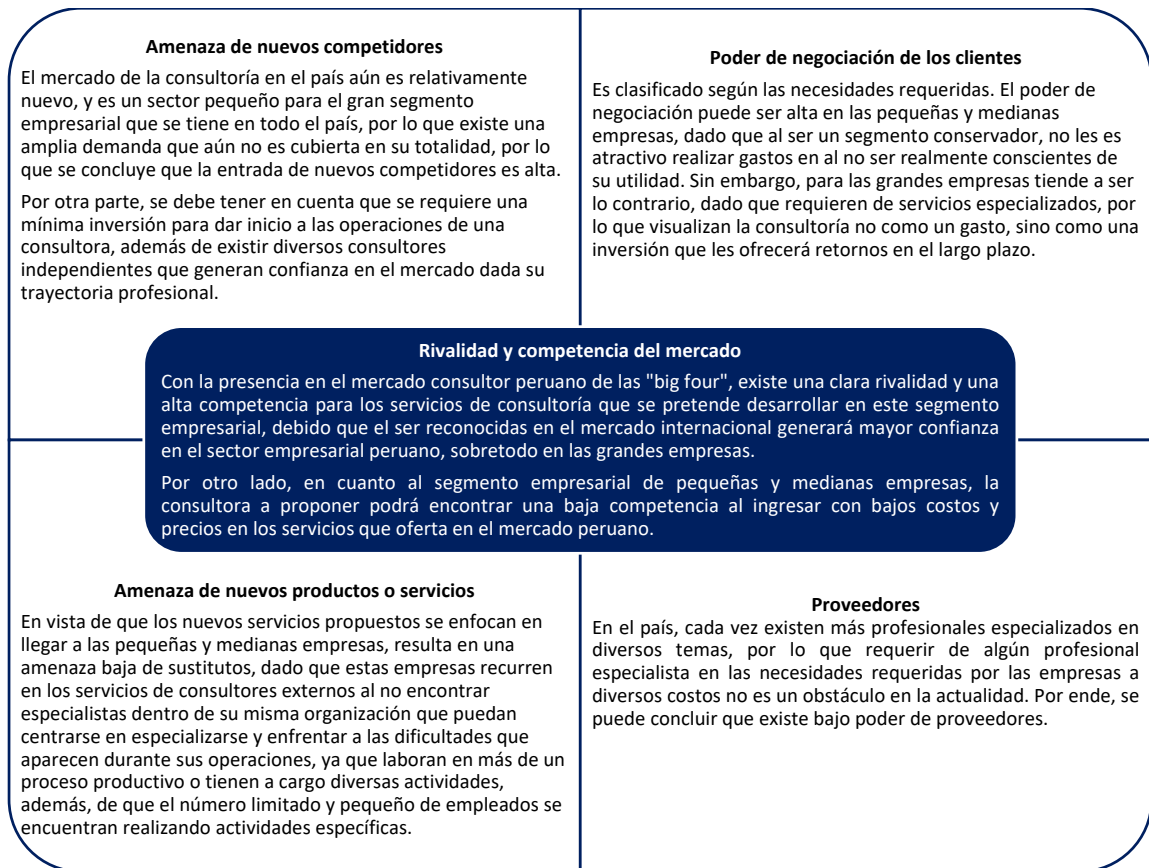 Amenaza de nuevos competidores
El mercado de la consultoría en el país aún es relativamente
nuevo, y es un sector pequeño para el gran segmento
empresarial que se tiene en todo el país, por lo que existe una
amplia demanda que aún no es cubierta en su totalidad, por lo
que se concluye que la entrada de nuevos competidores es alta.
Por otra parte, se debe tener en cuenta que se requiere una
mínima inversión para dar inicio a las operaciones de una
consultora, además de existir diversos consultores
independientes que generan confianza en el mercado dada su
trayectoria profesional.
Poder de negociación de los clientes
Es clasificado según las necesidades requeridas. El poder de
negociación puede ser alta en las pequeñas y medianas
empresas, dado que al ser un segmento conservador, no les es
atractivo realizar gastos en al no ser realmente conscientes de
su utilidad. Sin embargo, para las grandes empresas tiende a ser
lo contrario, dado que requieren de servicios especializados, por
lo que visualizan la consultoría no como un gasto, sino como una
inversión que les ofrecerá retornos en el largo plazo.
Rivalidad y competencia del mercado
Con la presencia en el mercado consultor peruano de las "big four", existe una clara rivalidad y una
alta competencia para los servicios de consultoría que se pretende desarrollar en este segmento
empresarial, debido que el ser reconocidas en el mercado internacional generará mayor confianza
en el sector empresarial peruano, sobretodo en las grandes empresas.
Por otro lado, en cuanto al segmento empresarial de pequeñas y medianas empresas, la
consultora a proponer podrá encontrar una baja competencia al ingresar con bajos costos y
precios en los servicios que oferta en el mercado peruano.
Amenaza de nuevos productos o servicios
En vista de que los nuevos servicios propuestos se enfocan en
llegar a las pequeñas y medianas empresas, resulta en una
amenaza baja de sustitutos, dado que estas empresas recurren
en los servicios de consultores externos al no encontrar
especialistas dentro de su misma organización que puedan
centrarse en especializarse y enfrentar a las dificultades que
aparecen durante sus operaciones, ya que laboran en más de un
proceso productivo o tienen a cargo diversas actividades,
además, de que el número limitado y pequeño de empleados se
encuentran realizando actividades específicas.
Proveedores
En el país, cada vez existen más profesionales especializados en
diversos temas, por lo que requerir de algún profesional
especialista en las necesidades requeridas por las empresas a
diversos costos no es un obstáculo en la actualidad. Por ende, se
puede concluir que existe bajo poder de proveedores.